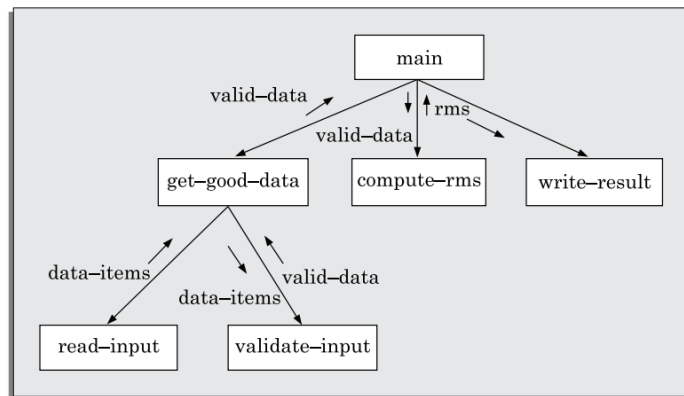 main
valid–data
rms
valid–data
get–good–data
compute–rms
write–result
data–items
valid–data
data–items
read–input
validate–input